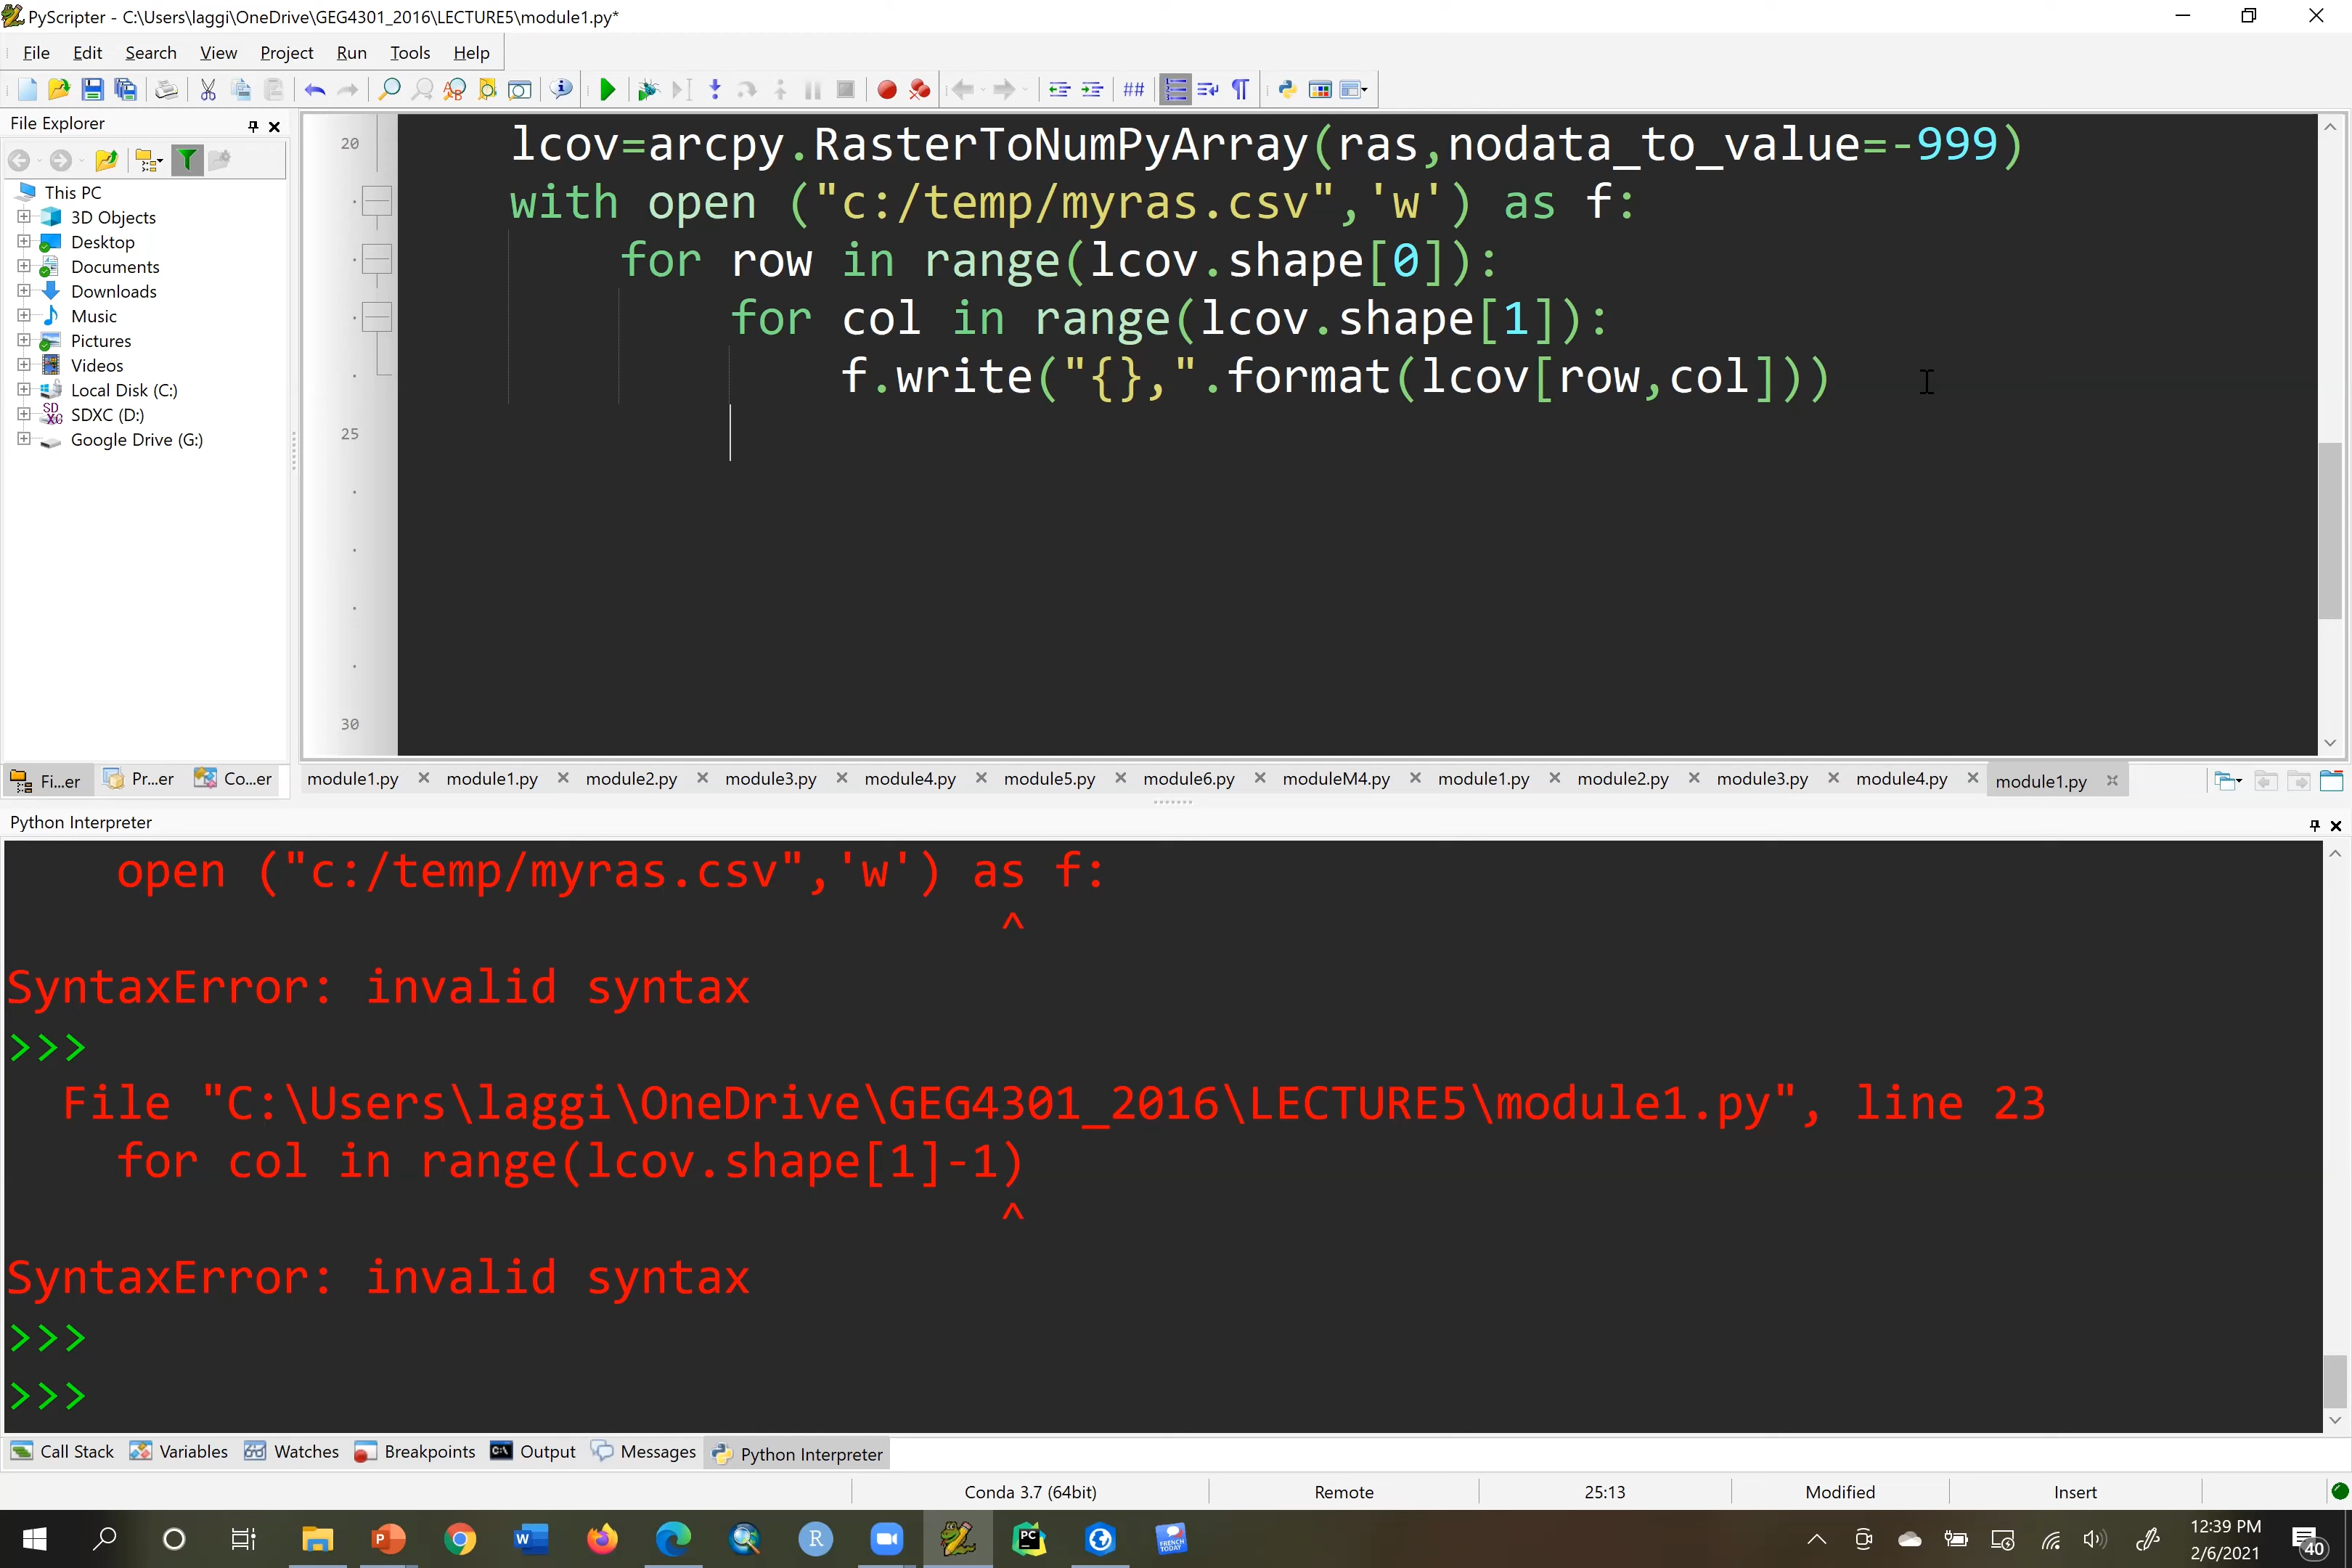 PyScripter - C:\Users\laggi\OneDrive\GEG4301_2016\LECTURE5\module1.py*
File Edit Search View Project Run Tools Help
File Explorer
This PC
3D Objects
Desktop
Documents
Downloads
Music
Pictures
Videos
Local Disk (C:)
SDXC (D:)
Google Drive (G:)
Fi...er Pr...er Co...er
20 lcov=arcpy.RasterToNumPyArray(ras,nodata_to_value=-999)
with open ("c:/temp/myras.csv",'w') as f:
for row in range(lcov.shape[0]):
for col in range(lcov.shape[1]):
f.write("{},".format(lcov[row,col]))
25
30
module1.py module1.py module2.py module3.py module4.py module5.py module6.py moduleM4.py module1.py module2.py module3.py module4.py module1.py
Python Interpreter
open ("c:/temp/myras.csv",'w') as f:
^
SyntaxError: invalid syntax
>>>
File "C:\Users\laggi\OneDrive\GEG4301_2016\LECTURE5\module1.py", line 23
for col in range(lcov.shape[1]-1)
^
SyntaxError: invalid syntax
>>>
>>>
Call Stack Variables Watches Breakpoints Output Messages Python Interpreter
Conda 3.7 (64bit) Remote 25:13 Modified Insert
12:39 PM
2/6/2021
40